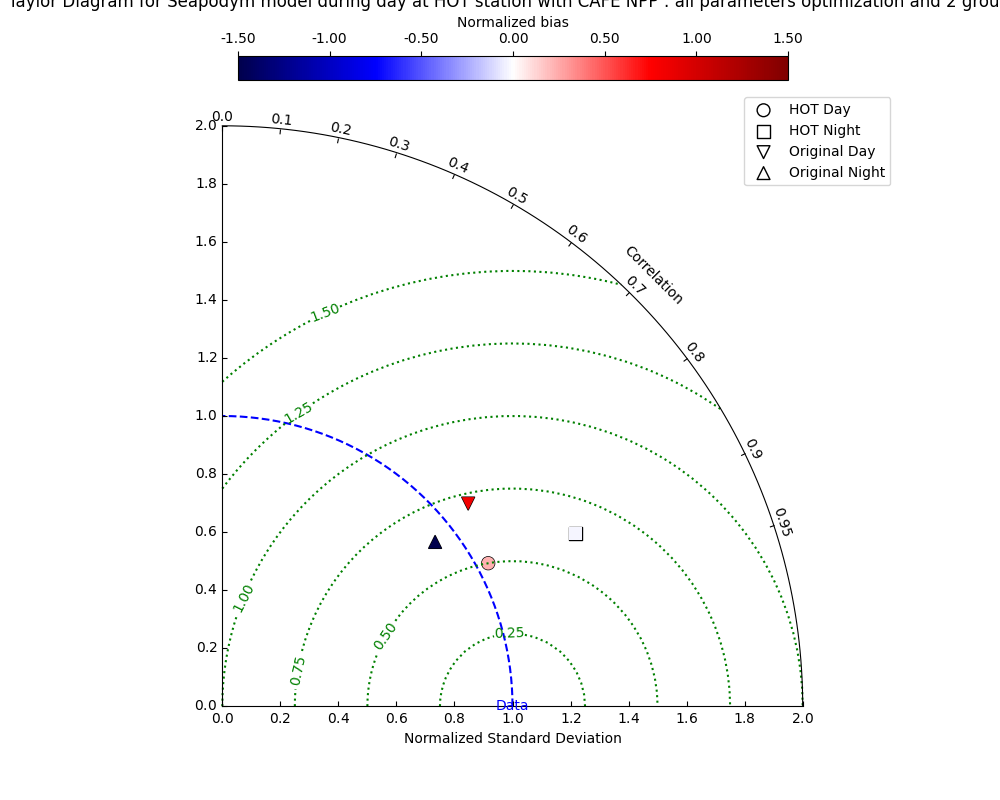 Taylor Diagram for Seapodym model during day at HOT station with CAFE NPP : all parameters optimization and 2
Normalized bias
-1.50 -1.00 -0.50 0.00 0.50 1.00 1.50
HOT Day
HOT Night
Original Day
Original Night
0.0 0.1 0.2 0.3 0.4 0.5 0.6 0.7 0.8 0.9 0.95
Correlation
2.0
1.8
1.6
1.4
1.2
1.0
0.8
0.6
0.4
0.2
0.0
1.50
1.25
1.00
0.75
0.50
0.25
Data
0.0 0.2 0.4 0.6 0.8 1.0 1.2 1.4 1.6 1.8 2.0
Normalized Standard Deviation